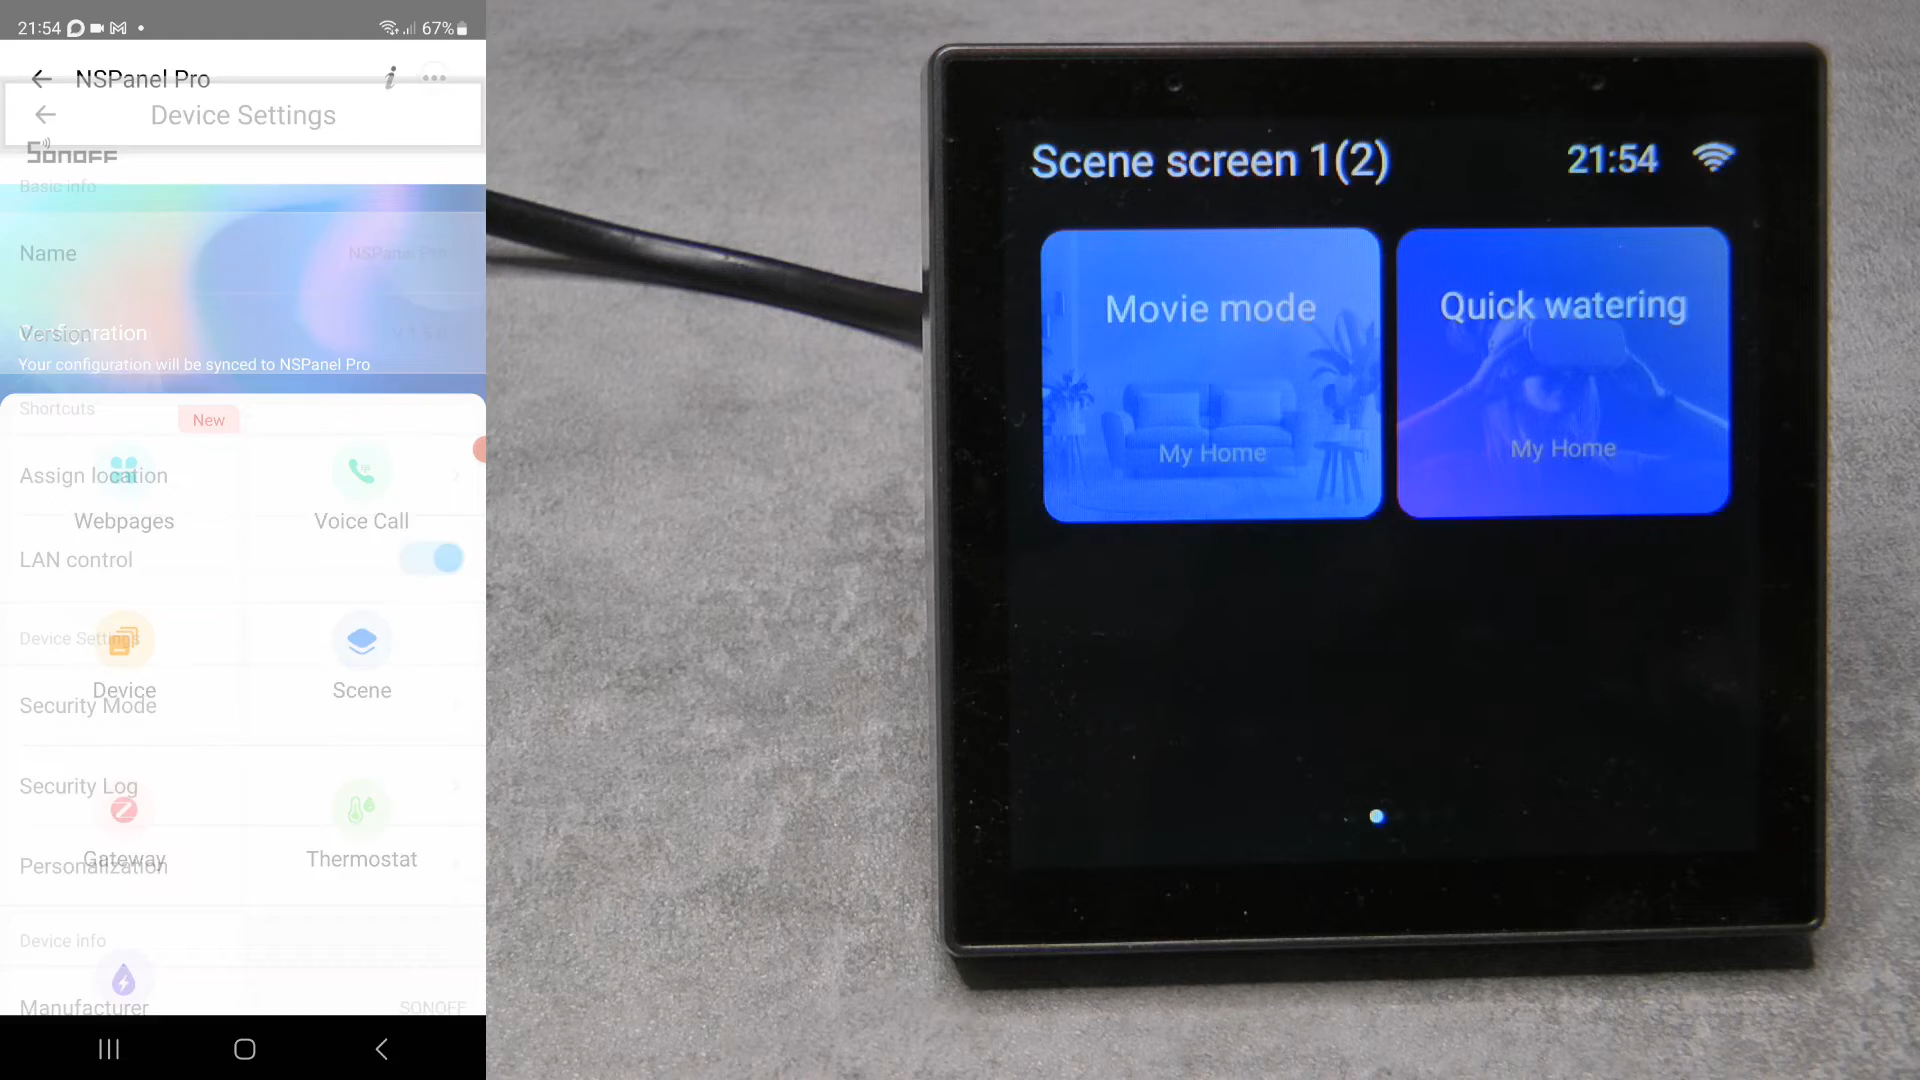 21:54
67%
NSPanel Pro
Device Settings
SONOFF
Basic info
Name
NSPanel Pro
Version
Configuration
Your configuration will be synced to NSPanel Pro
Shortcuts
New
Assign location
Webpages
Voice Call
LAN control
Device Settings
Device
Scene
Security Mode
Security Log
Gateway
Thermostat
Personalization
Device info
Manufacturer
SONOFF
Scene screen 1(2)
21:54
Movie mode
Quick watering
My Home
My Home